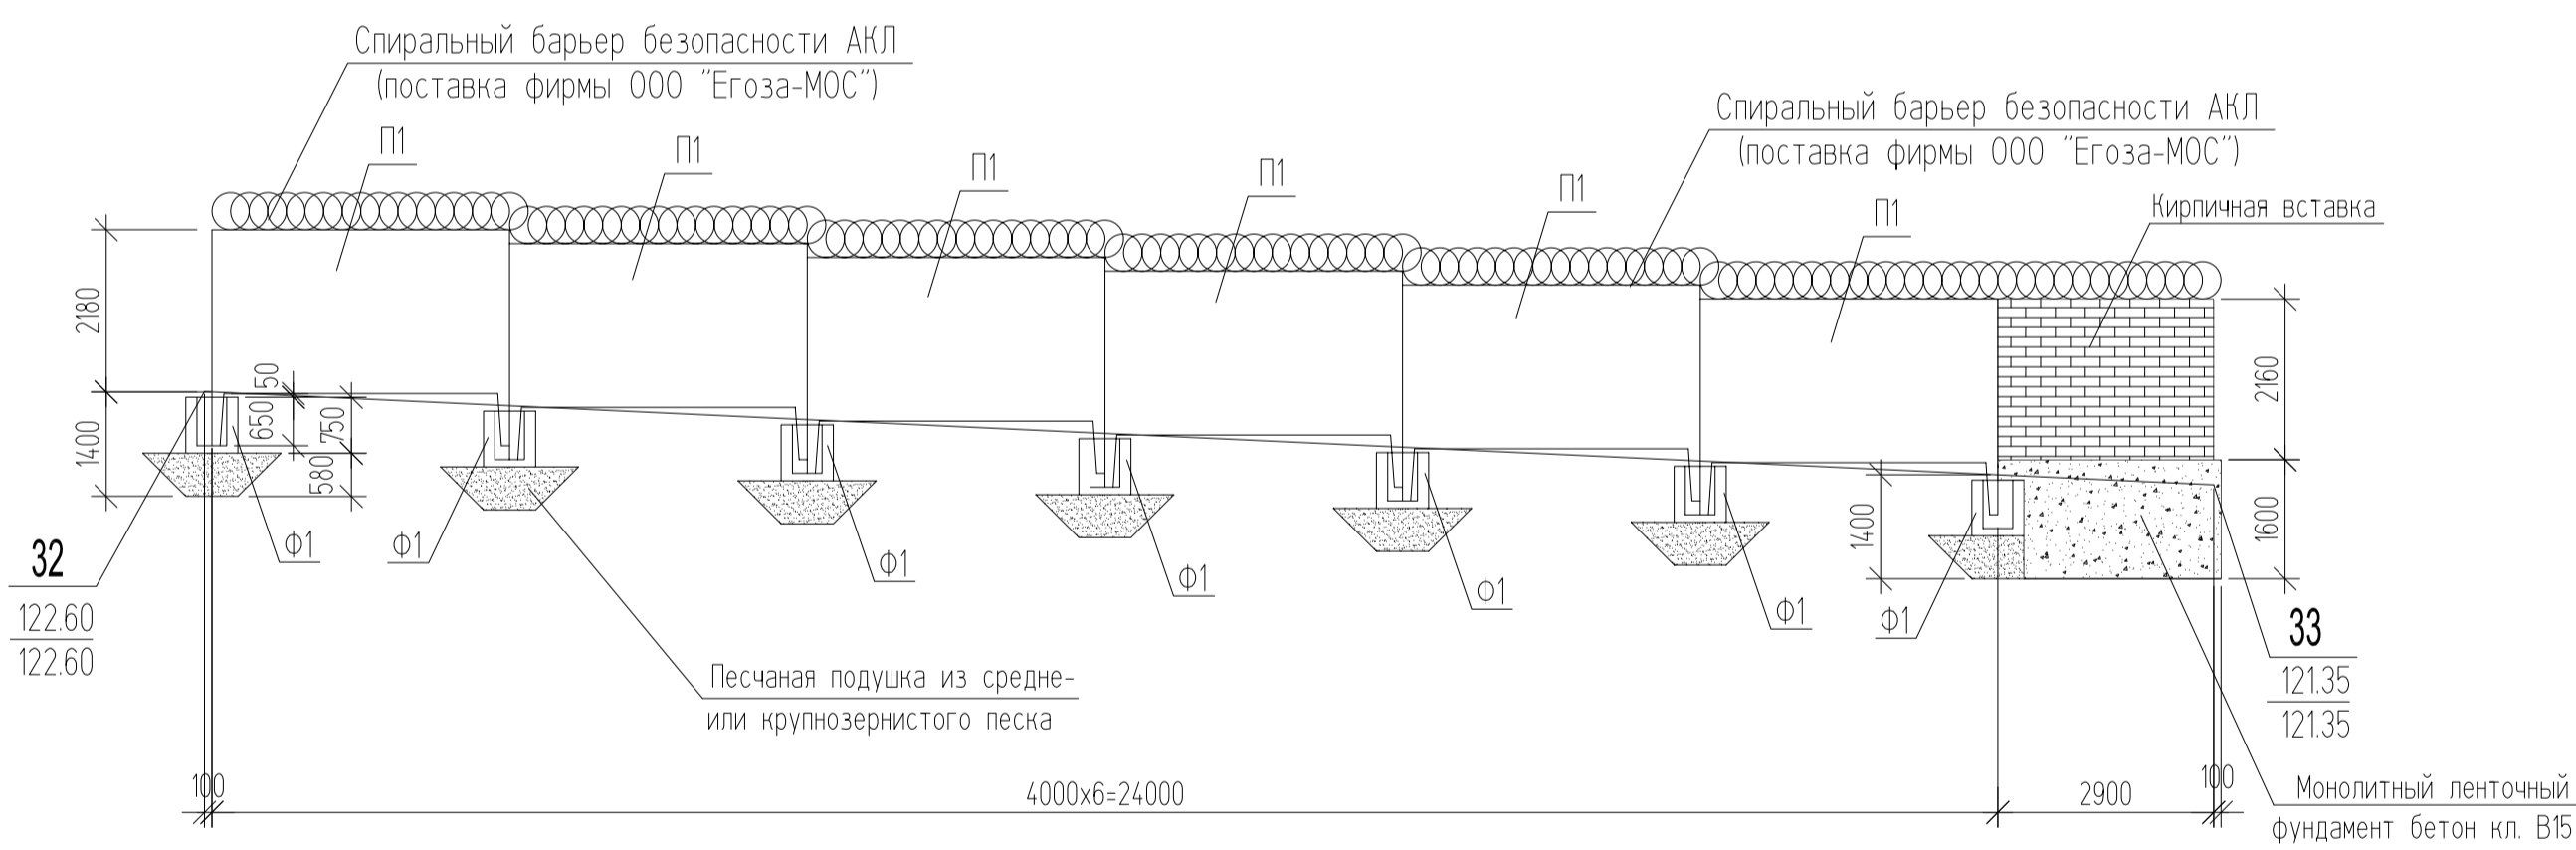 Спиральный барьер безопасности АКЛ
(поставка фирмы ООО "Егоза-МОС")
Спиральный барьер безопасности АКЛ
(поставка фирмы ООО "Егоза-МОС")
П1
П1
П1
П1
П1
П1
Кирпичная вставка
2180
1400
50
650
750
580
2160
1600
1400
32
122.60
122.60
Ф1
Ф1
Ф1
Ф1
Ф1
Ф1
Ф1
33
121.35
121.35
Песчаная подушка из средне-
или крупнозернистого песка
100
4000х6=24000
2900
100
Монолитный ленточный
фундамент бетон кл. В15